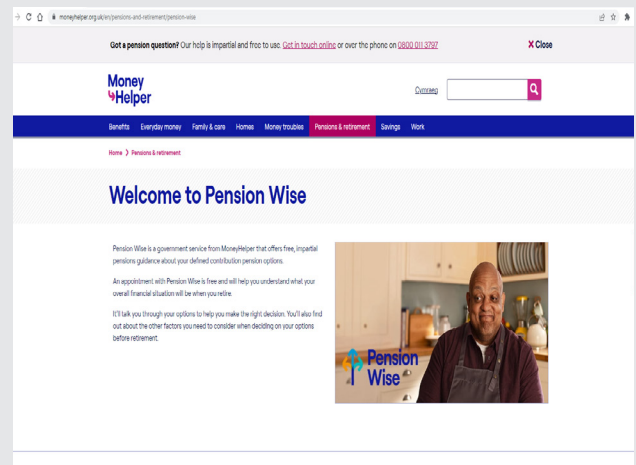 moneyhelper.org.uk/en/pensions-and-retirement/pension-wise
Got a pension question? Our help is impartial and free to use. Get in touch online or over the phone on 0800 011 3797
X Close
Money
Helper
Cymraeg
Benefits Everyday money Family & care Homes Money troubles Pensions & retirement Savings Work
Home > Pensions & retirement
Welcome to Pension Wise
Pension Wise is a government service from MoneyHelper that offers free, impartial
pensions guidance about your defined contribution pension options.
An appointment with Pension Wise is free and will help you understand what your
overall financial situation will be when you retire.
It'll talk you through your options to help you make the right decision. You'll also find
out about the other factors you need to consider when deciding on your options
before retirement.
Pension
Wise